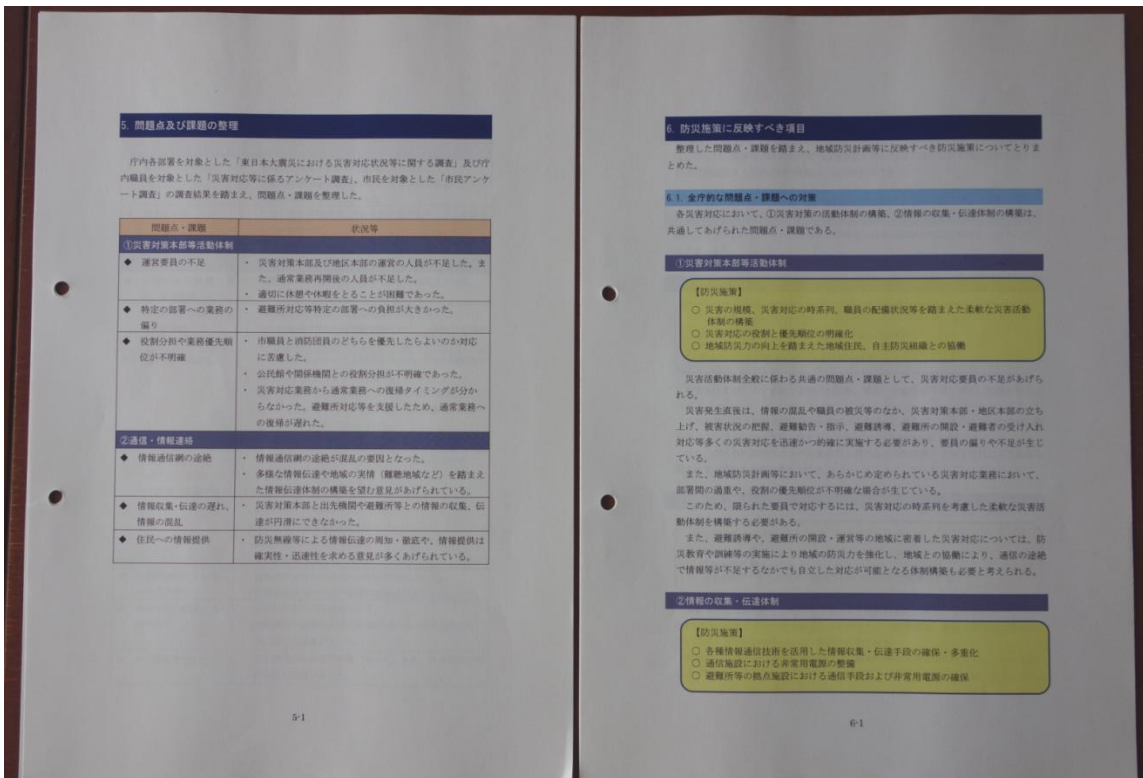 5. 問題点及び課題の整理
庁内各部署を対象とした「東日本大震災における災害対応状況等に関する調査」及び庁
内職員を対象とした「災害対応等に係るアンケート調査」、市民を対象とした「市民アンケ
ート調査」の調査結果を踏まえ、問題点・課題を整理した。
問題点・課題 状況等
①災害対策本部等活動体制
◆ 運営要員の不足
・ 災害対策本部及び地区本部の運営の人員が不足した。ま
た、通常業務再開後の人員が不足した。
・ 適切に休憩や休暇をとることが困難であった。
◆ 特定の部署への業務の
偏り
・ 避難所対応等特定の部署への負担が大きかった。
◆ 役割分担や業務優先順
位が不明確
・ 市職員と消防団員のどちらを優先したらよいのか対応
に苦慮した。
・ 公民館や関係機関との役割分担が不明確であった。
・ 災害対応業務から通常業務への復帰タイミングが分か
らなかった。避難所対応等を支援したため、通常業務へ
の復帰が遅れた。
②通信・情報連絡
◆ 情報通信網の途絶
・ 情報通信網の途絶が混乱の要因となった。
・ 多様な情報伝達や地域の実情（難聴地域など）を踏まえ
た情報伝達体制の構築を望む意見があげられている。
◆ 情報収集・伝達の遅れ、
情報の混乱
・ 災害対策本部と出先機関や避難所等との情報の収集、伝
達が円滑にできなかった。
◆ 住民への情報提供
・ 防災無線等による情報伝達の周知・徹底や、情報提供は
確実性・迅速性を求める意見が多くあげられている。
5-1
6. 防災施策に反映すべき項目
整理した問題点・課題を踏まえ、地域防災計画等に反映すべき防災施策についてとりま
とめた。
6.1. 全庁的な問題点・課題への対策
各災害対応において、①災害対策の活動体制の構築、②情報の収集・伝達体制の構築は、
共通してあげられた問題点・課題である。
①災害対策本部等活動体制
【防災施策】
○ 災害の規模、災害対応の時系列、職員の配備状況等を踏まえた柔軟な災害活動
体制の構築
○ 災害対応の役割と優先順位の明確化
○ 地域防災力の向上を踏まえた地域住民、自主防災組織との協働
災害活動体制全般に係わる共通の問題点・課題として、災害対応要員の不足があげら
れる。
災害発生直後は、情報の混乱や職員の被災等のなか、災害対策本部・地区本部の立ち
上げ、被害状況の把握、避難勧告・指示、避難誘導、避難所の開設・避難者の受け入れ
対応等多くの災害対応を迅速かつ的確に実施する必要があり、要員の偏りや不足が生じ
ている。
また、地域防災計画等において、あらかじめ定められている災害対応業務において、
部署間の過重や、役割の優先順位が不明確な場合が生じている。
このため、限られた要員で対応するには、災害対応の時系列を考慮した柔軟な災害活
動体制を構築する必要がある。
また、避難誘導や、避難所の開設・運営等の地域に密着した災害対応については、防
災教育や訓練等の実施により地域の防災力を強化し、地域との協働により、通信の途絶
で情報等が不足するなかでも自立した対応が可能となる体制構築も必要と考えられる。
②情報の収集・伝達体制
【防災施策】
○ 各種情報通信技術を活用した情報収集・伝達手段の確保・多重化
○ 通信施設における非常用電源の整備
○ 避難所等の拠点施設における通信手段および非常用電源の確保
6-1